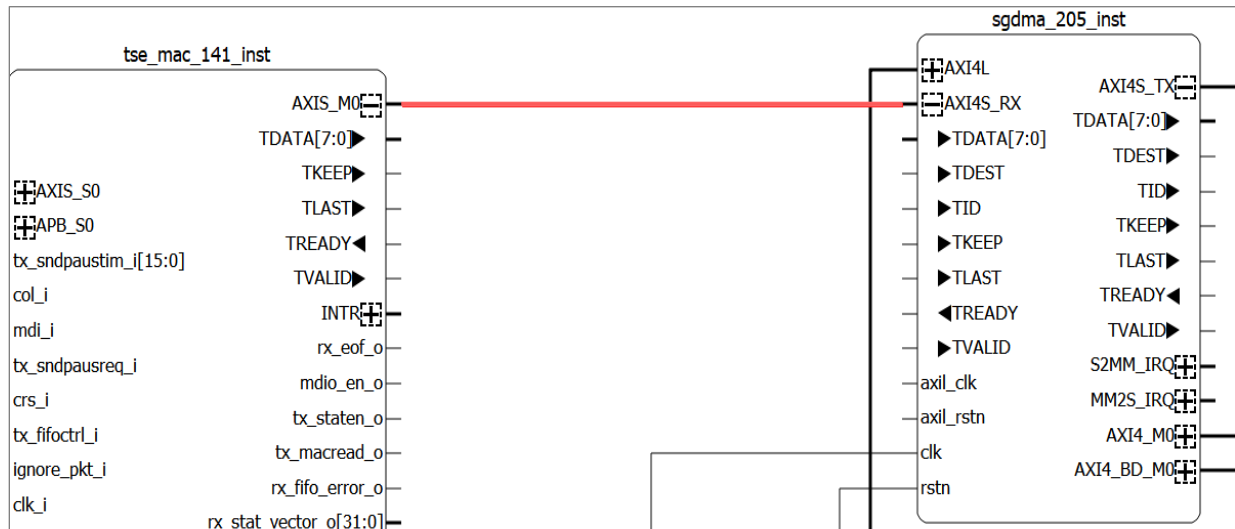 sgdma_205_inst
tse_mac_141_inst
AXIS_M0
TDATA[7:0]
TKEEP
AXIS_S0
TLAST
APB_S0
TREADY
tx_sndpaustim_i[15:0]
TVALID
col_i
INTR
mdi_i
rx_eof_o
tx_sndpausreq_i
mdio_en_o
crs_i
tx_staten_o
tx_fifoctrl_i
tx_macread_o
ignore_pkt_i
rx_fifo_error_o
clk_i
rx_stat_vector_o[31:0]
AXI4L
AXI4S_RX
TDATA[7:0]
TDEST
TID
TKEEP
TLAST
TREADY
TVALID
axil_clk
axil_rstn
clk
rstn
AXI4S_TX
TDATA[7:0]
TDEST
TID
TKEEP
TLAST
TREADY
TVALID
S2MM_IRQ
MM2S_IRQ
AXI4_M0
AXI4_BD_M0